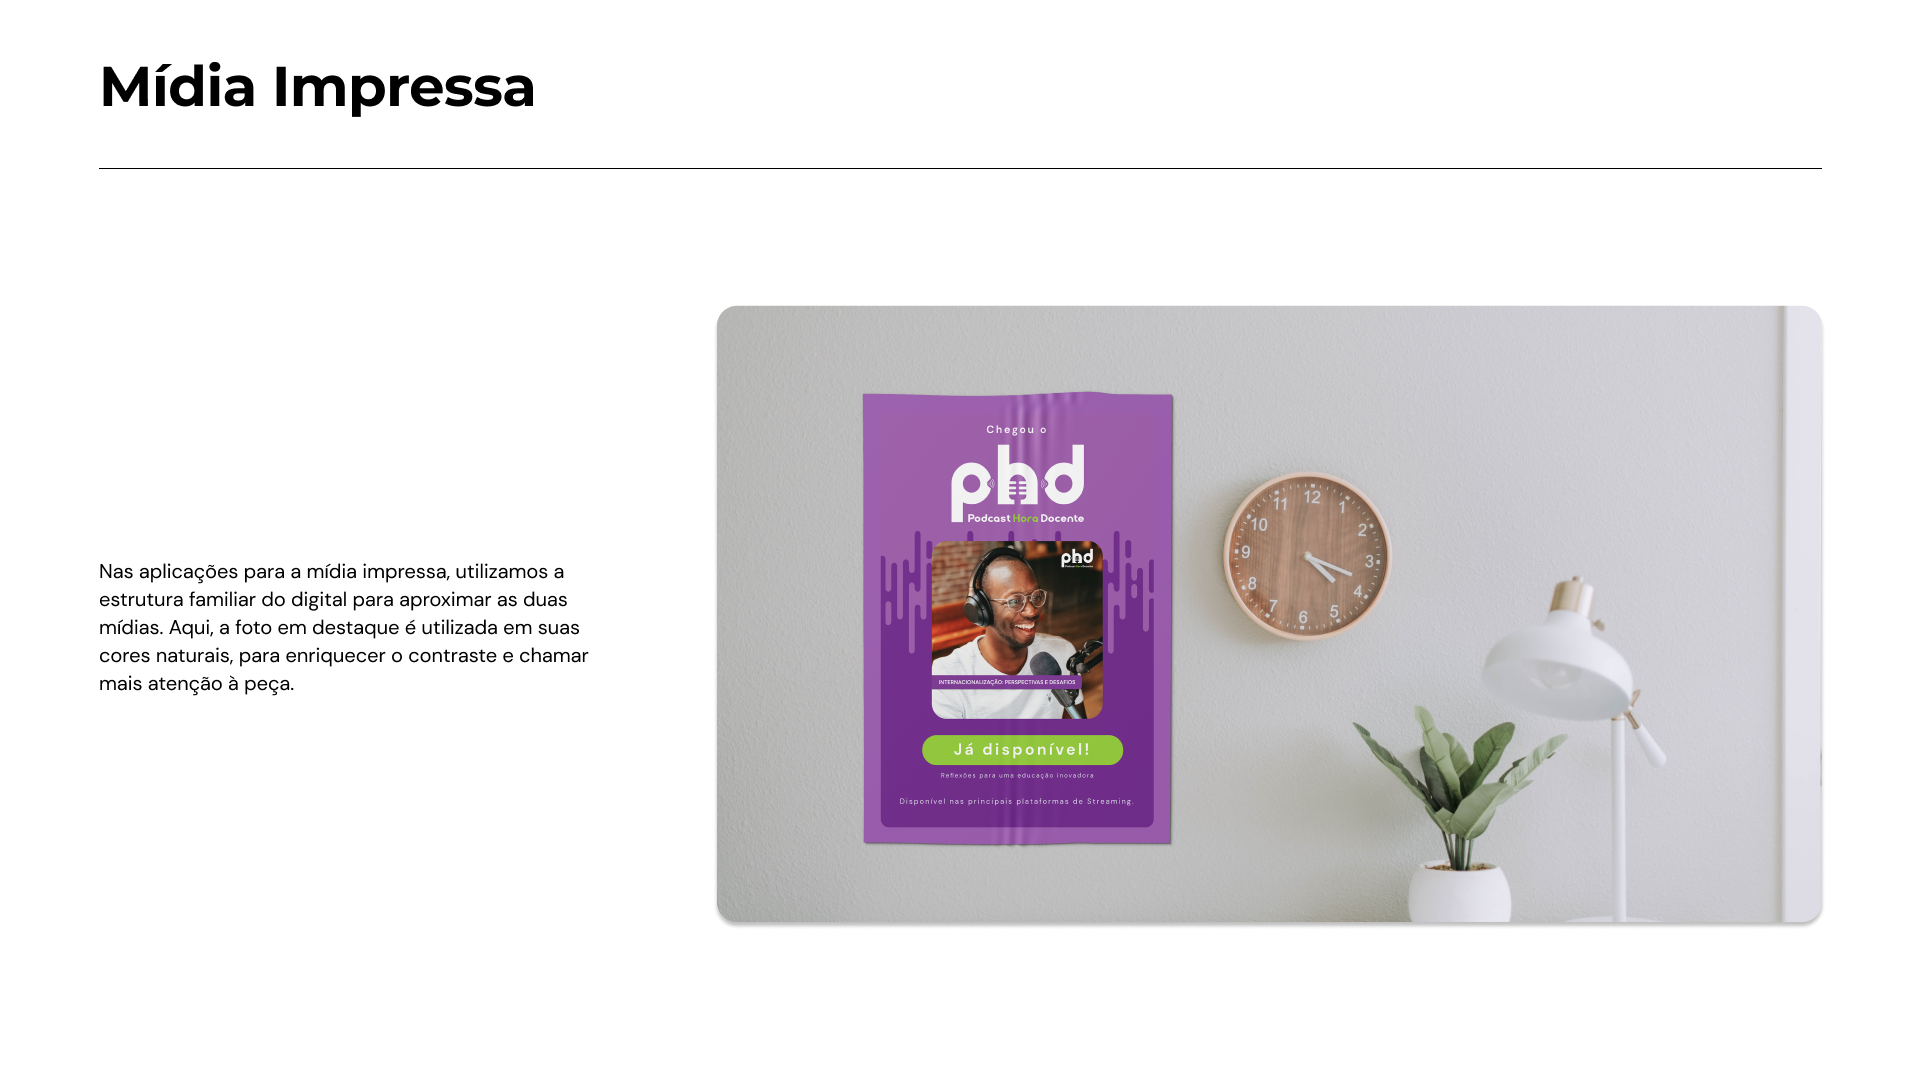 Mídia Impressa
Nas aplicações para a mídia impressa, utilizamos a
estrutura familiar do digital para aproximar as duas
mídias. Aqui, a foto em destaque é utilizada em suas
cores naturais, para enriquecer o contraste e chamar
mais atenção à peça.
Chegou o
phd
Podcast Hora Docente
phd
Podcast Hora Docente
INTERNACIONALIZAÇÃO: PERSPECTIVAS E DESAFIOS
Já disponível!
Reflexões para uma educação inovadora
Disponível nas principais plataformas de Streaming.
12
1
2
3
4
5
6
7
8
9
10
11